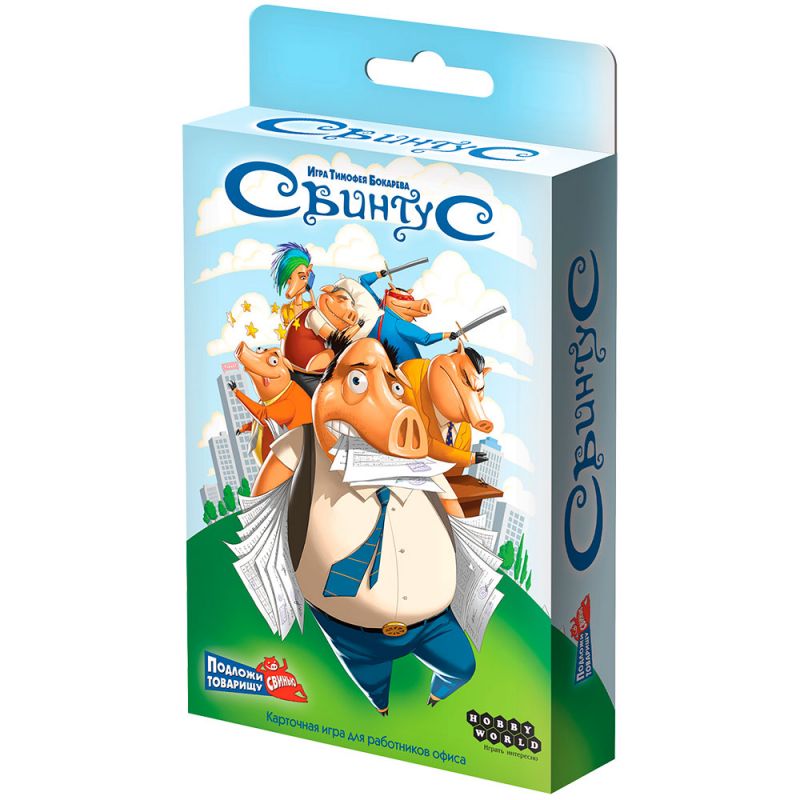 Свинтус
Игра Тимофея Бокарева
Свинтус
Подложи
товарищу
свинью
Карточная игра для работников офиса
HOBBY
WORLD
Играть интересно
Свинтус
Подложи
товарищу
свинью